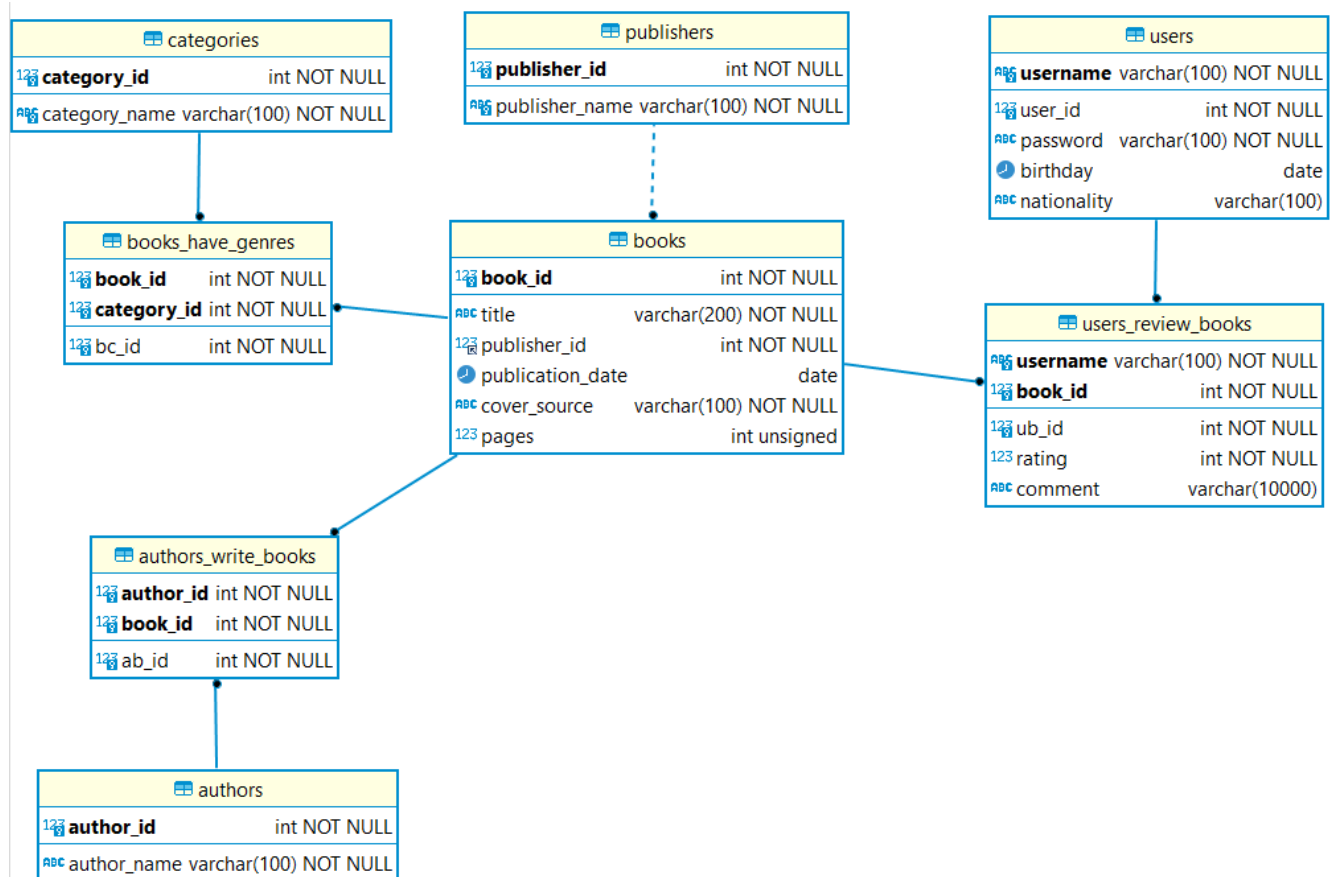 categories
category_id int NOT NULL
category_name varchar(100) NOT NULL
publishers
publisher_id int NOT NULL
publisher_name varchar(100) NOT NULL
users
username varchar(100) NOT NULL
user_id int NOT NULL
password varchar(100) NOT NULL
birthday date
nationality varchar(100)
books_have_genres
book_id int NOT NULL
category_id int NOT NULL
bc_id int NOT NULL
books
book_id int NOT NULL
title varchar(200) NOT NULL
publisher_id int NOT NULL
publication_date date
cover_source varchar(100) NOT NULL
pages int unsigned
users_review_books
username varchar(100) NOT NULL
book_id int NOT NULL
ub_id int NOT NULL
rating int NOT NULL
comment varchar(10000)
authors_write_books
author_id int NOT NULL
book_id int NOT NULL
ab_id int NOT NULL
authors
author_id int NOT NULL
author_name varchar(100) NOT NULL